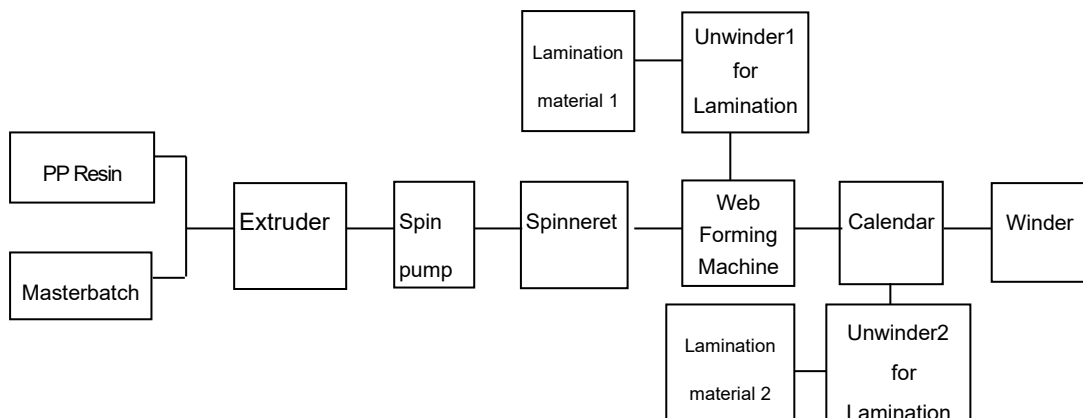 Lamination
material 1
Unwinder1
for
Lamination
PP Resin
Masterbatch
Extruder
Spin
pump
Spinneret
Web
Forming
Machine
Calendar
Winder
Lamination
material 2
Unwinder2
for
Lamination